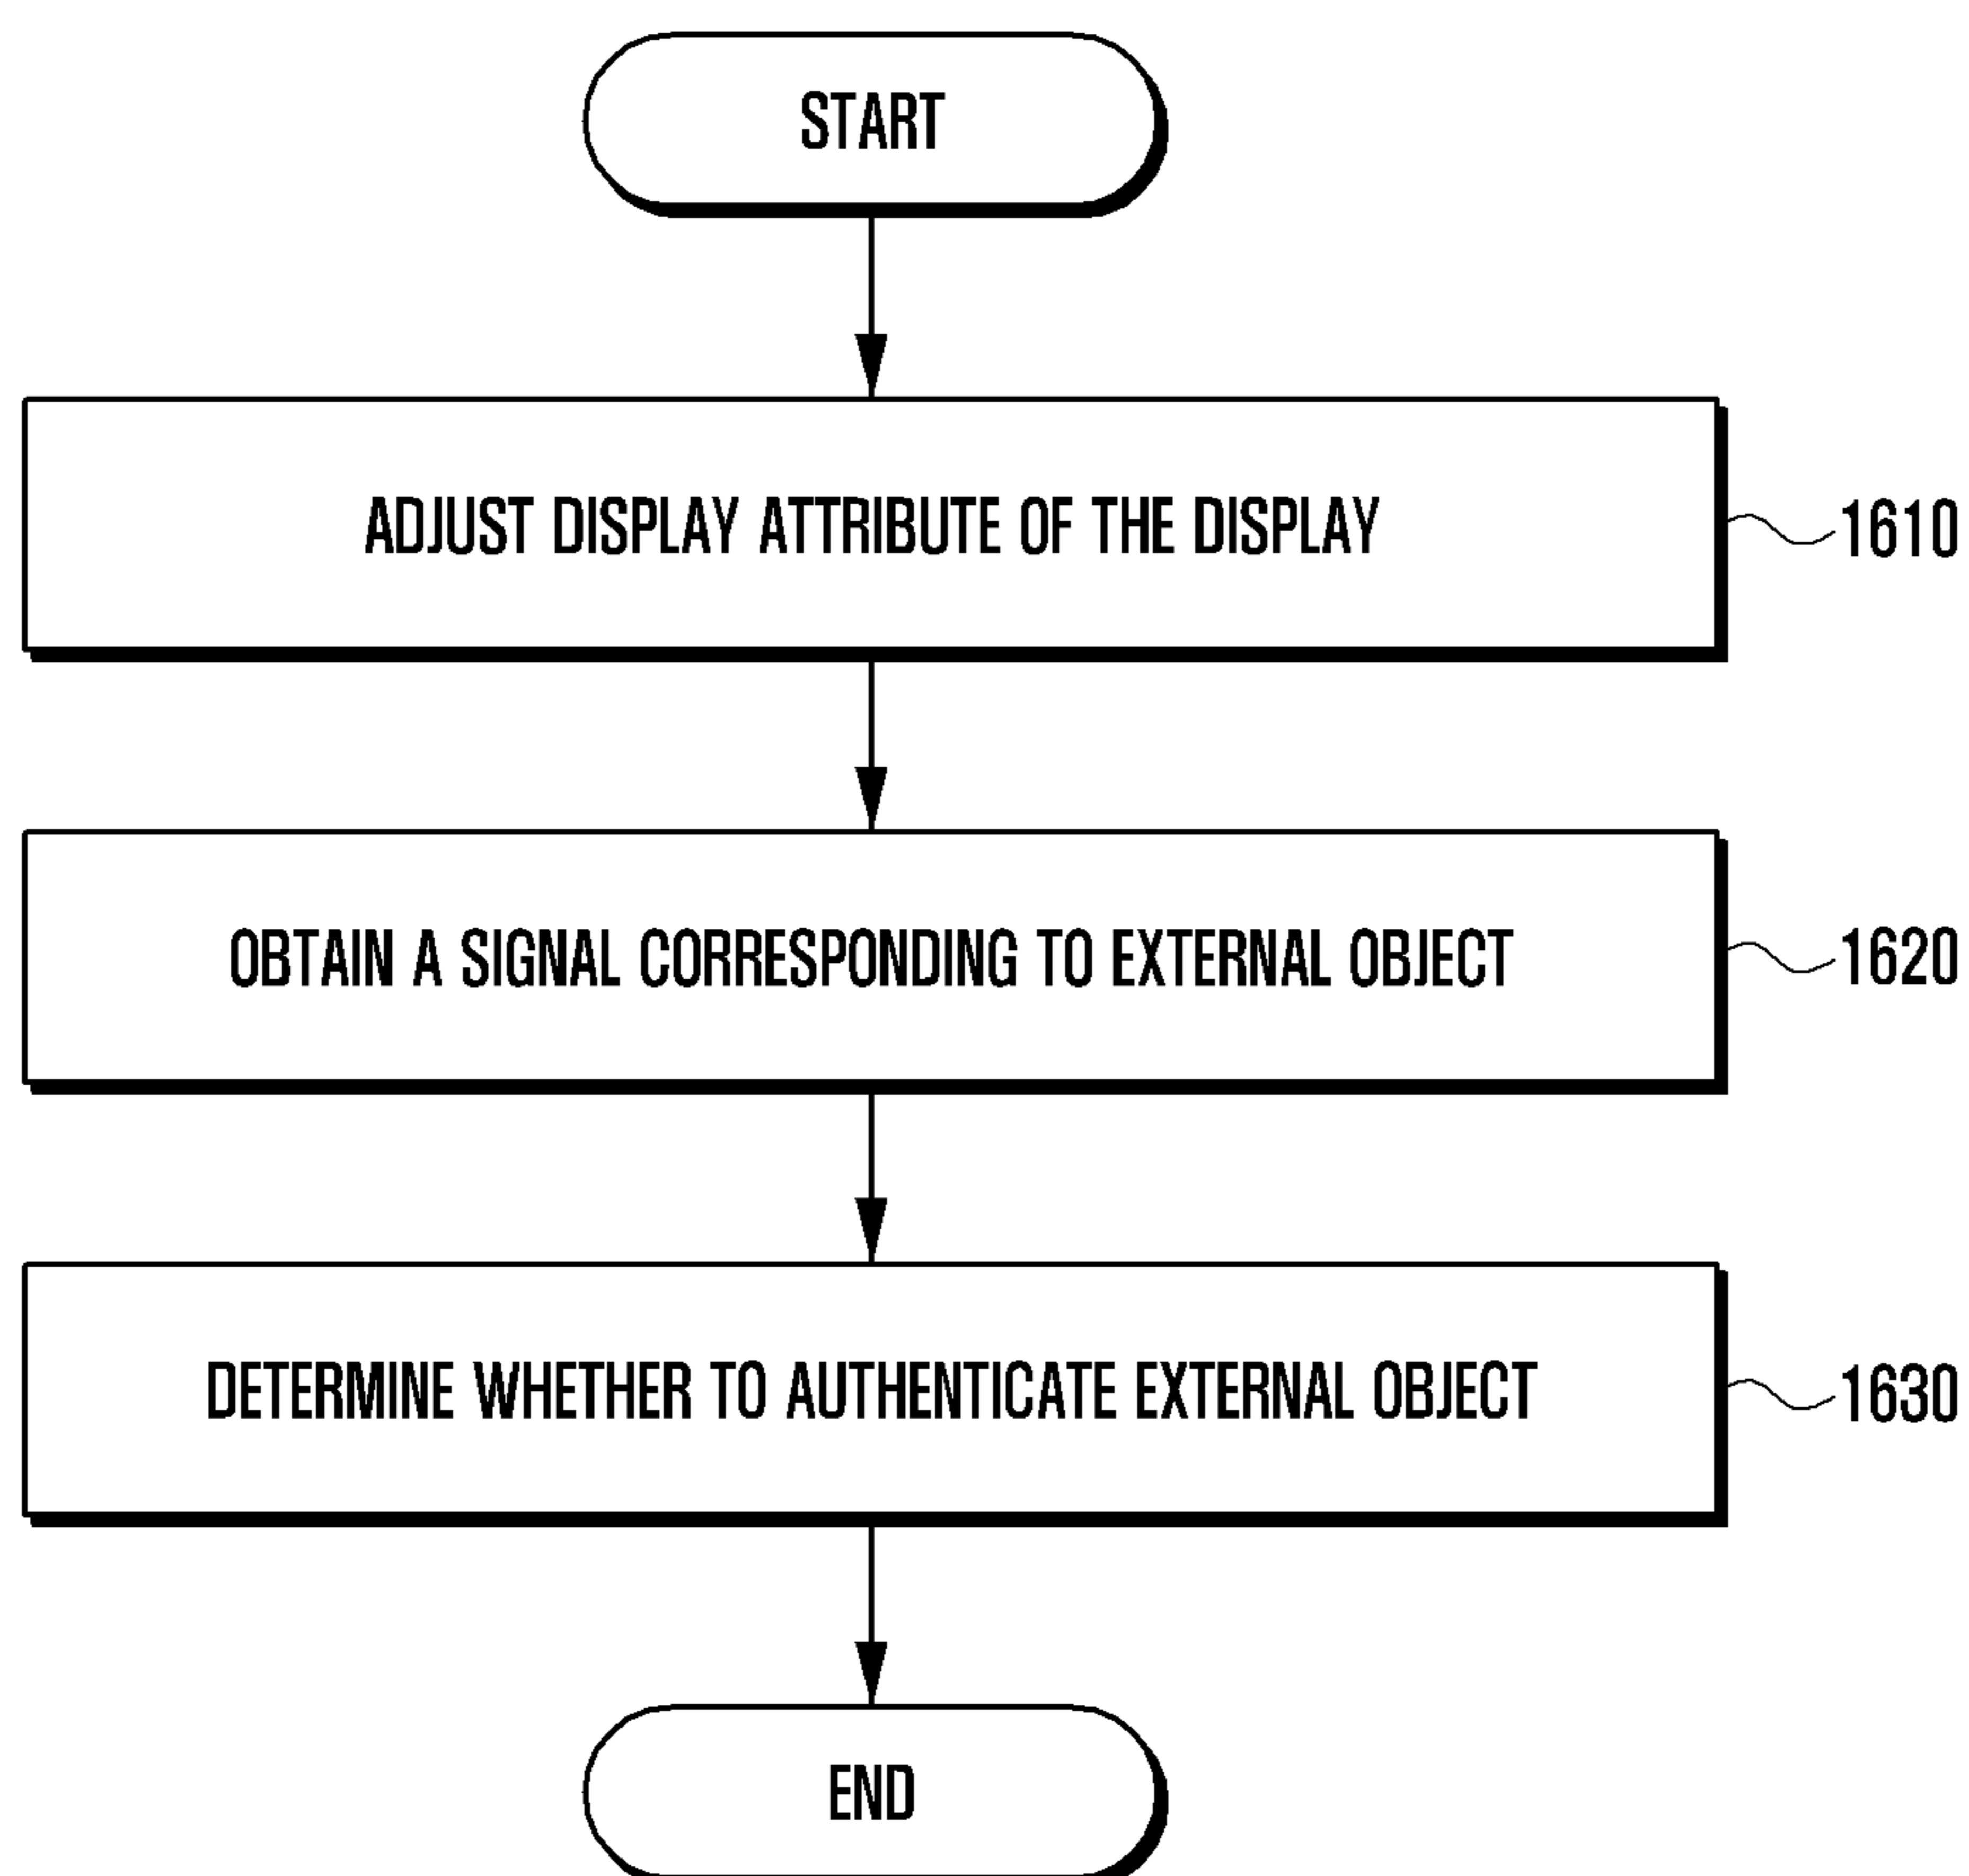 START
ADJUST DISPLAY ATTRIBUTE OF THE DISPLAY
1610
OBTAIN A SIGNAL CORRESPONDING TO EXTERNAL OBJECT
1620
DETERMINE WHETHER TO AUTHENTICATE EXTERNAL OBJECT
1630
END